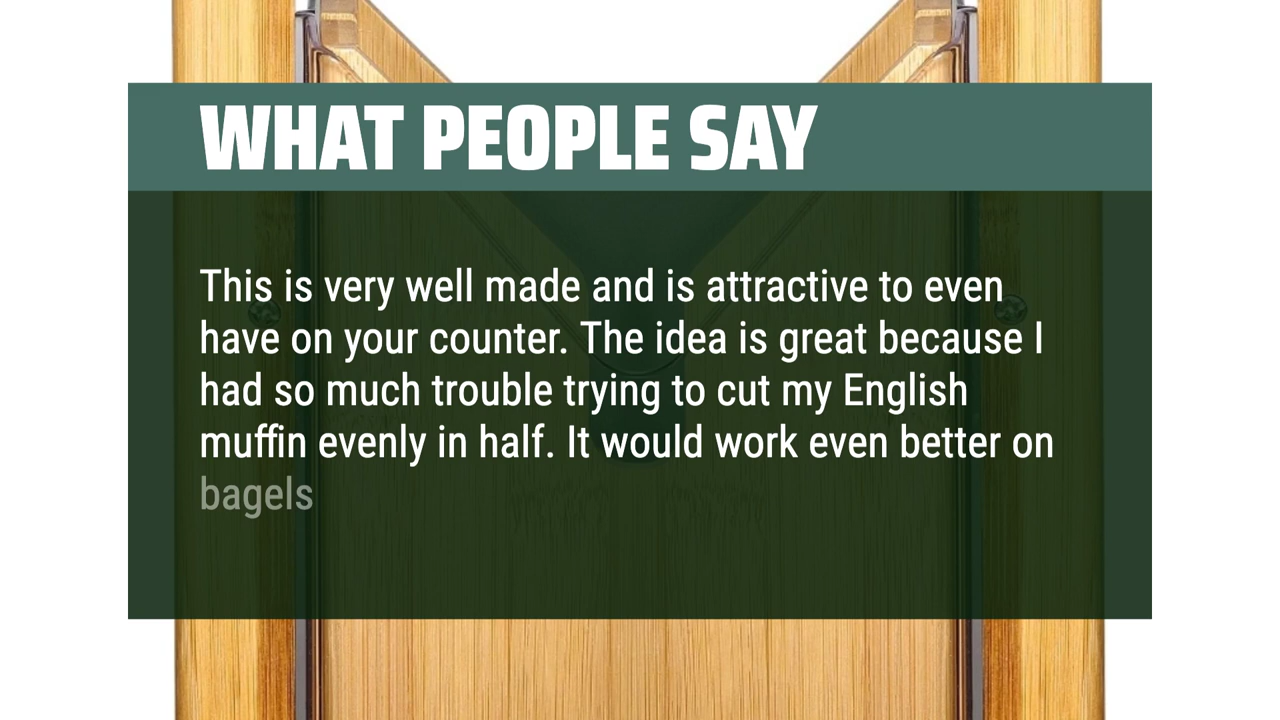 WHAT PEOPLE SAY
This is very well made and is attractive to even
have on your counter. The idea is great because I
had so much trouble trying to cut my English
muffin evenly in half. It would work even better on
bagels